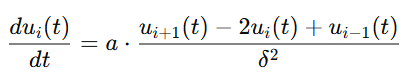 du_i(t)/dt = a · (u_{i+1}(t) − 2u_i(t) + u_{i−1}(t))/δ²